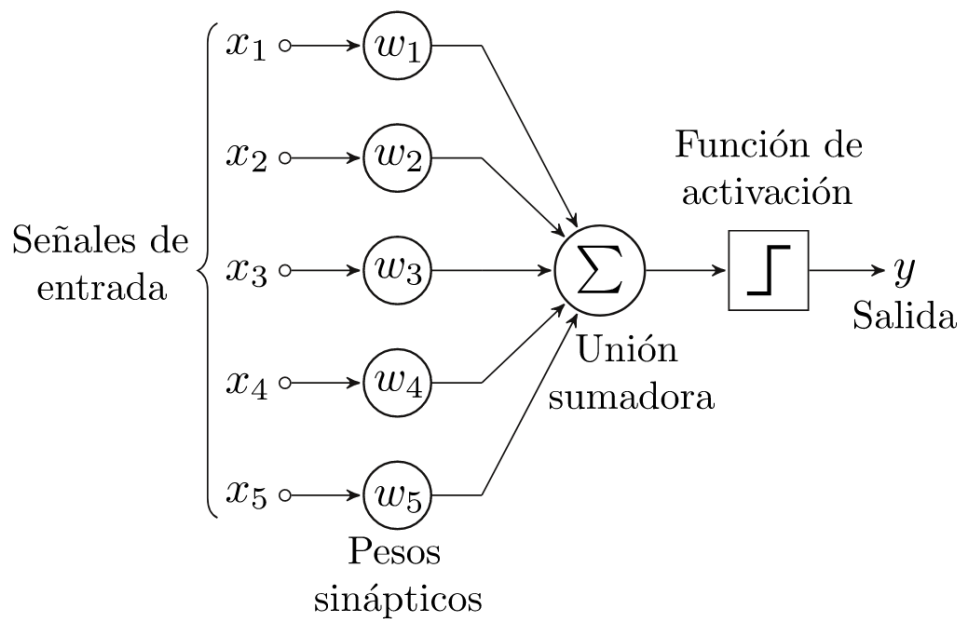 x₁ w₁
x₂ w₂
Función de
activación
Señales de
entrada
x₃ w₃ Σ y
Salida
Unión
sumadora
x₄ w₄
x₅ w₅
Pesos
sinápticos